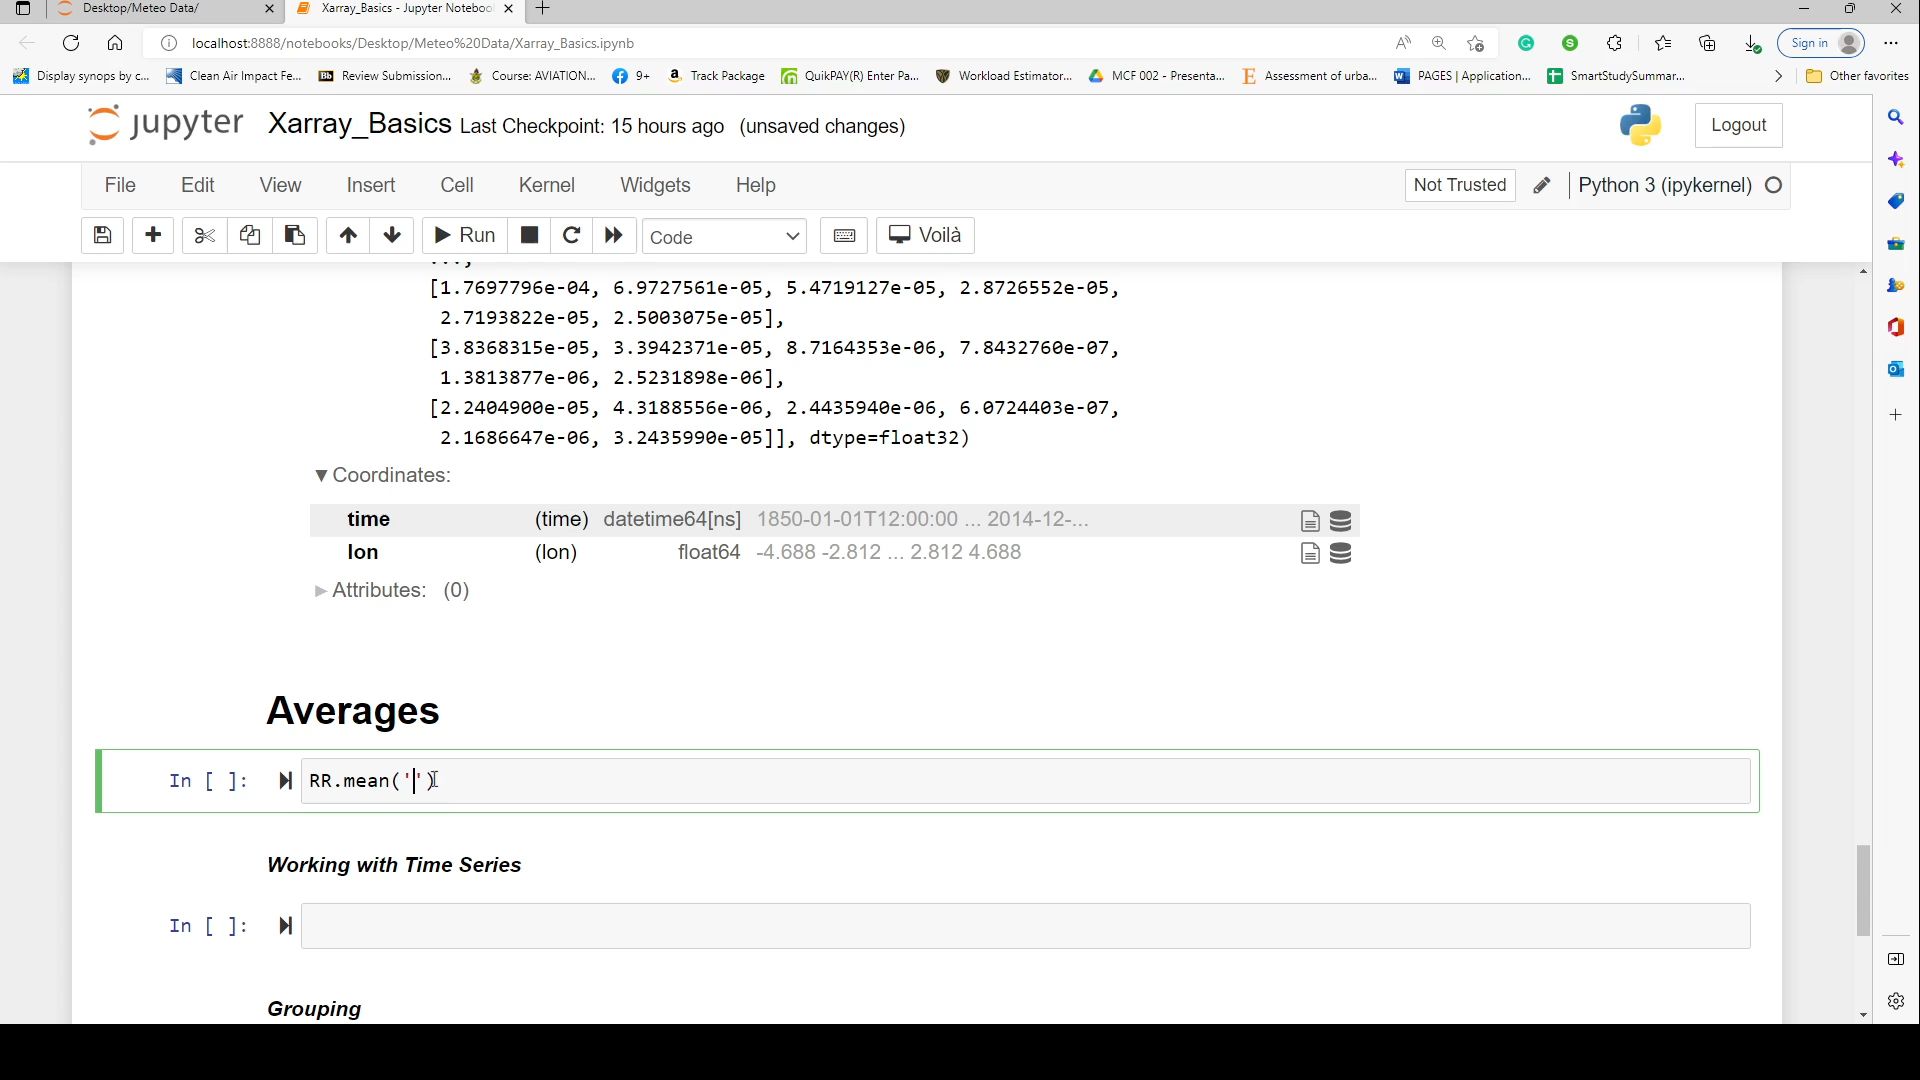 Desktop/Meteo Data/
Xarray_Basics - Jupyter Noteboo
localhost:8888/notebooks/Desktop/Meteo%20Data/Xarray_Basics.ipynb
Sign in
Display synops by c... Clean Air Impact Fe... Bb Review Submission... Course: AVIATION... 9+ Track Package QuikPAY(R) Enter Pa... Workload Estimator... MCF 002 - Presenta... Assessment of urba... PAGES | Application... SmartStudySummar... Other favorites
jupyter Xarray_Basics Last Checkpoint: 15 hours ago (unsaved changes)
Logout
File Edit View Insert Cell Kernel Widgets Help
Not Trusted Python 3 (ipykernel)
Run Code Voilà
...,
[1.7697796e-04, 6.9727561e-05, 5.4719127e-05, 2.8726552e-05,
2.7193822e-05, 2.5003075e-05],
[3.8368315e-05, 3.3942371e-05, 8.7164353e-06, 7.8432760e-07,
1.3813877e-06, 2.5231898e-06],
[2.2404900e-05, 4.3188556e-06, 2.4435940e-06, 6.0724403e-07,
2.1686647e-06, 3.2435990e-05]], dtype=float32)
▼ Coordinates:
time (time) datetime64[ns] 1850-01-01T12:00:00 ... 2014-12-...
lon (lon) float64 -4.688 -2.812 ... 2.812 4.688
► Attributes: (0)
Averages
In [ ]: RR.mean('')
Working with Time Series
In [ ]:
Grouping